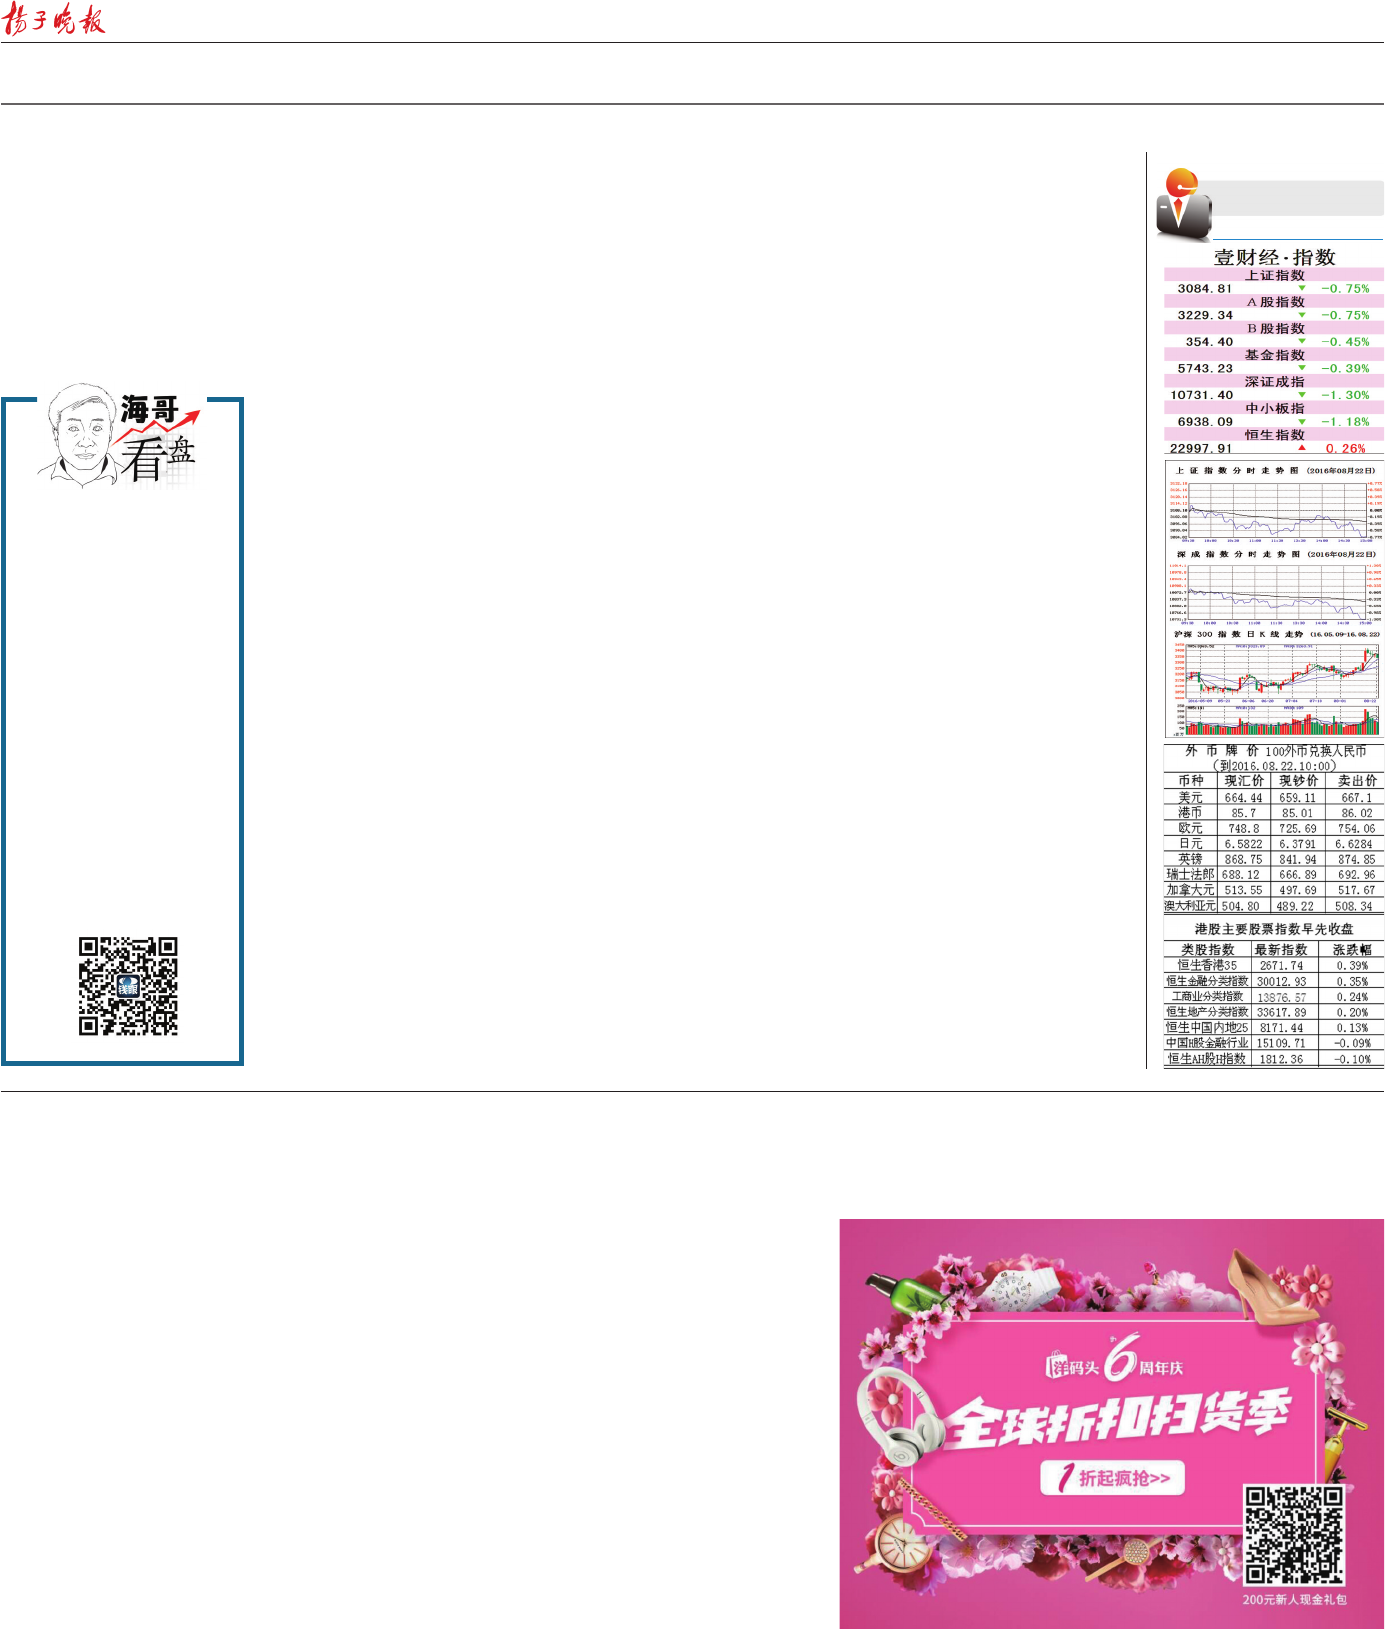 扬子晚报
海哥
看盘
钱眼
壹财经·指数
上证指数
3084.81 ▼ -0.75%
A股指数
3229.34 ▼ -0.75%
B股指数
354.40 ▼ -0.45%
基金指数
5743.23 ▼ -0.39%
深证成指
10731.40 ▼ -1.30%
中小板指
6938.09 ▼ -1.18%
恒生指数
22997.91 ▲ 0.26%
上证指数分时走势图 (2016年08月22日)
09:30 10:00 10:30 11:00 13:30 14:00 14:30 15:00
深成指数分时走势图 (2016年08月22日)
沪深300指数日K线走势 (16.05.09-16.08.22)
外币牌价 100外币兑换人民币
(到2016.08.22.10:00)
币种 现汇价 现钞价 卖出价
美元 664.44 659.11 667.1
港币 85.7 85.01 86.02
欧元 748.8 725.69 754.06
日元 6.5822 6.3791 6.6284
英镑 868.75 841.94 874.85
瑞士法郎 688.12 666.89 692.96
加拿大元 513.55 497.69 517.67
澳大利亚元 504.80 489.22 508.34
港股主要股票指数早先收盘
类股指数 最新指数 涨跌幅
恒生香港35 2671.74 0.39%
恒生金融分类指数 30012.93 0.35%
工商业分类指数 13876.57 0.24%
恒生地产分类指数 33617.89 0.20%
恒生中国内地25 8171.44 0.13%
中国H股金融行业 15109.71 -0.09%
恒生AH股H指数 1812.36 -0.10%
洋码头 6周年庆
全球折扣扫货季
1折起疯抢>>
200元新人现金礼包